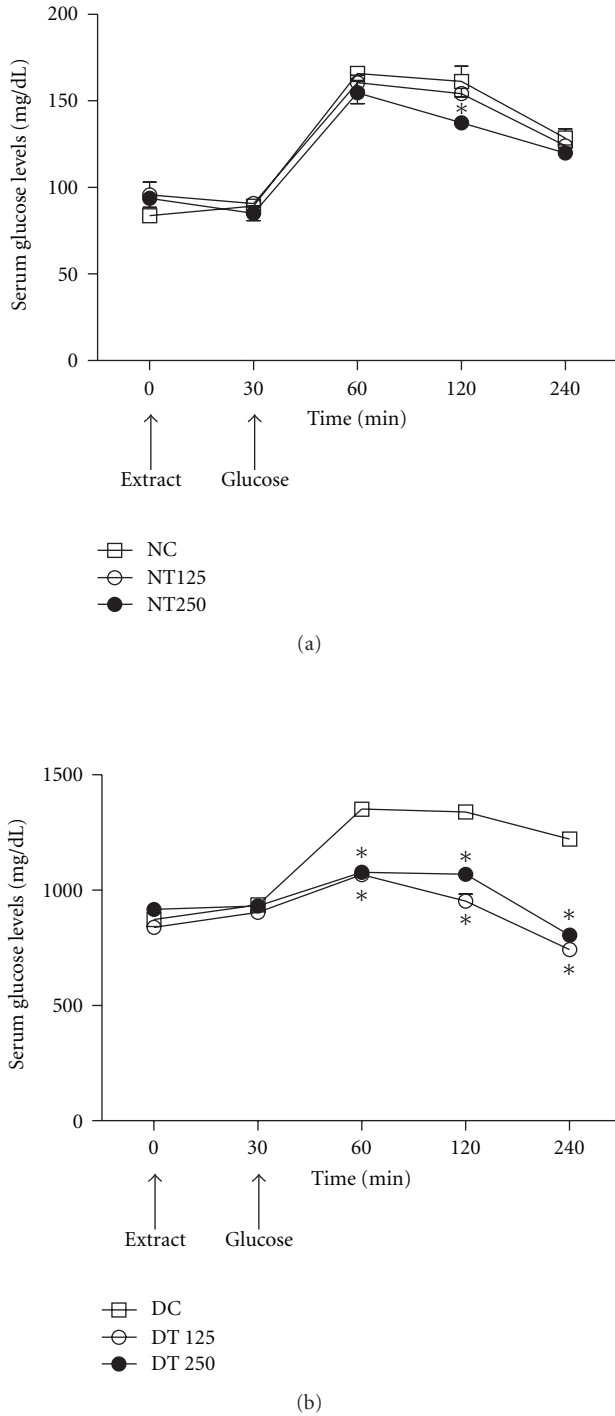 200
150
100
50
0
Serum glucose levels (mg/dL)
*
0 30 60 120 240
Time (min)
Extract Glucose
NC
NT125
NT250
(a)
1500
1000
500
0
Serum glucose levels (mg/dL)
* * *
* * *
0 30 60 120 240
Time (min)
Extract Glucose
DC
DT 125
DT 250
(b)